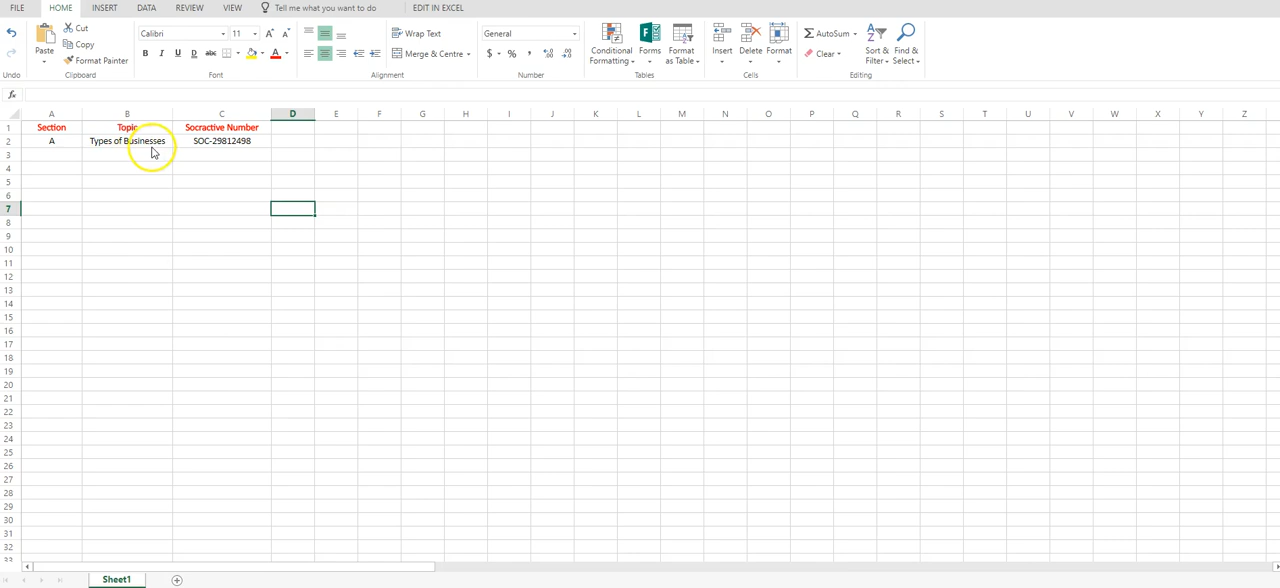 FILE HOME INSERT DATA REVIEW VIEW Tell me what you want to do EDIT IN EXCEL
Cut
Copy
Format Painter
Paste
Undo
Clipboard
Calibri 11 A A
B I U D abc A
Font
Wrap Text
Merge & Centre
Alignment
General
$ % , .00
Number
Conditional Formatting
Forms
Format as Table
Tables
Insert Delete Format
Cells
AutoSum
Clear
Sort & Filter
Find & Select
Editing
fx
A B C D E F G H I J K L M N O P Q R S T U V W X Y Z
1 Section Topic Socractive Number
2 A Types of Businesses SOC-29812498
3
4
5
6
7
8
9
10
11
12
13
14
15
16
17
18
19
20
21
22
23
24
25
26
27
28
29
30
31
32
33
Sheet1